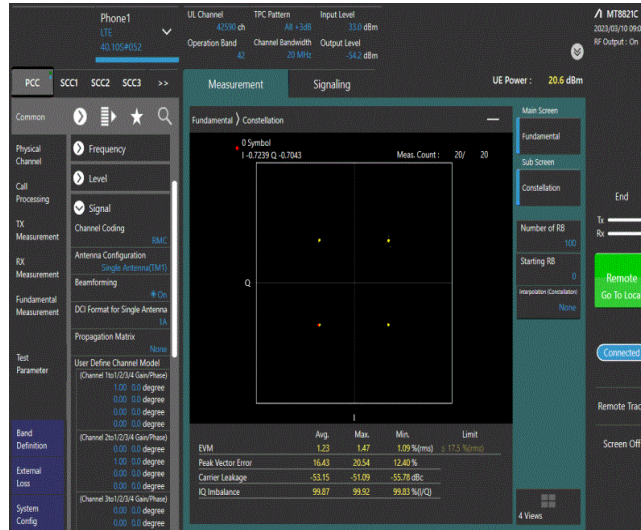 Phone1
LTE
40.105#052
UL Channel
42590 ch
TPC Pattern
All +3dB
Input Level
33.0 dBm
Operation Band
42
Channel Bandwidth
20 MHz
Output Level
-54.2 dBm
MT8821C
2023/03/10 09:0
RF Output : On
PCC
SCC1
SCC2
SCC3
>>
Measurement
Signaling
UE Power : 20.6 dBm
Common
Physical
Channel
Call
Processing
TX
Measurement
RX
Measurement
Fundamental
Measurement
Test
Parameter
Band
Definition
External
Loss
System
Config
Frequency
Level
Signal
Channel Coding
RMC
Antenna Configuration
Single Antenna(TM1)
Beamforming
On
DCI Format for Single Antenna
1A
Propagation Matrix
None
User Define Channel Model
(Channel 1to1/2/3/4 Gain/Phase)
1.00 0.0 degree
0.00 0.0 degree
0.00 0.0 degree
0.00 0.0 degree
(Channel 2to1/2/3/4 Gain/Phase)
0.00 0.0 degree
1.00 0.0 degree
0.00 0.0 degree
0.00 0.0 degree
(Channel 3to1/2/3/4 Gain/Phase)
0.00 0.0 degree
0.00 0.0 degree
Fundamental > Constellation
0 Symbol
I -0.7239 Q -0.7043
Meas. Count : 20/ 20
Q
I
Avg. Max. Min. Limit
EVM 1.23 1.47 1.09 %(rms) ≤ 17.5 %(rms)
Peak Vector Error 16.43 20.54 12.40 %
Carrier Leakage -53.15 -51.09 -55.78 dBc
IQ Imbalance 99.87 99.92 99.83 %(I/Q)
Main Screen
Fundamental
Sub Screen
Constellation
Number of RB
100
Starting RB
0
Interpolation (Constellation)
None
4 Views
End
Tx
Rx
Remote
Go To Loca
Connected
Remote Trac
Screen Off